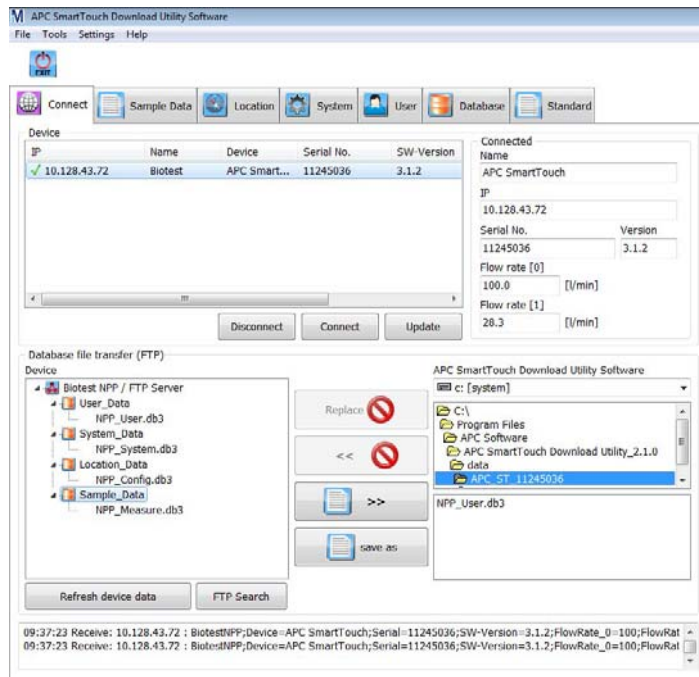 M APC SmartTouch Download Utility Software
File Tools Settings Help
EXIT
Connect Sample Data Location System User Database Standard
Device
IP Name Device Serial No. SW-Version
10.128.43.72 Biotest APC Smart... 11245036 3.1.2
Disconnect Connect Update
Connected
Name
APC SmartTouch
IP
10.128.43.72
Serial No. Version
11245036 3.1.2
Flow rate [0]
100.0 [l/min]
Flow rate [1]
28.3 [l/min]
Database file transfer (FTP)
Device
Biotest NPP / FTP Server
User_Data
NPP_User.db3
System_Data
NPP_System.db3
Location_Data
NPP_Config.db3
Sample_Data
NPP_Measure.db3
Refresh device data FTP Search
Replace
<<
>>
save as
APC SmartTouch Download Utility Software
c: [system]
C:\
Program Files
APC Software
APC SmartTouch Download Utility_2.1.0
data
APC_ST_11245036
NPP_User.db3
09:37:23 Receive: 10.128.43.72 : BiotestNPP;Device=APC SmartTouch;Serial=11245036;SW-Version=3.1.2;FlowRate_0=100;FlowRat
09:37:23 Receive: 10.128.43.72 : BiotestNPP;Device=APC SmartTouch;Serial=11245036;SW-Version=3.1.2;FlowRate_0=100;FlowRat